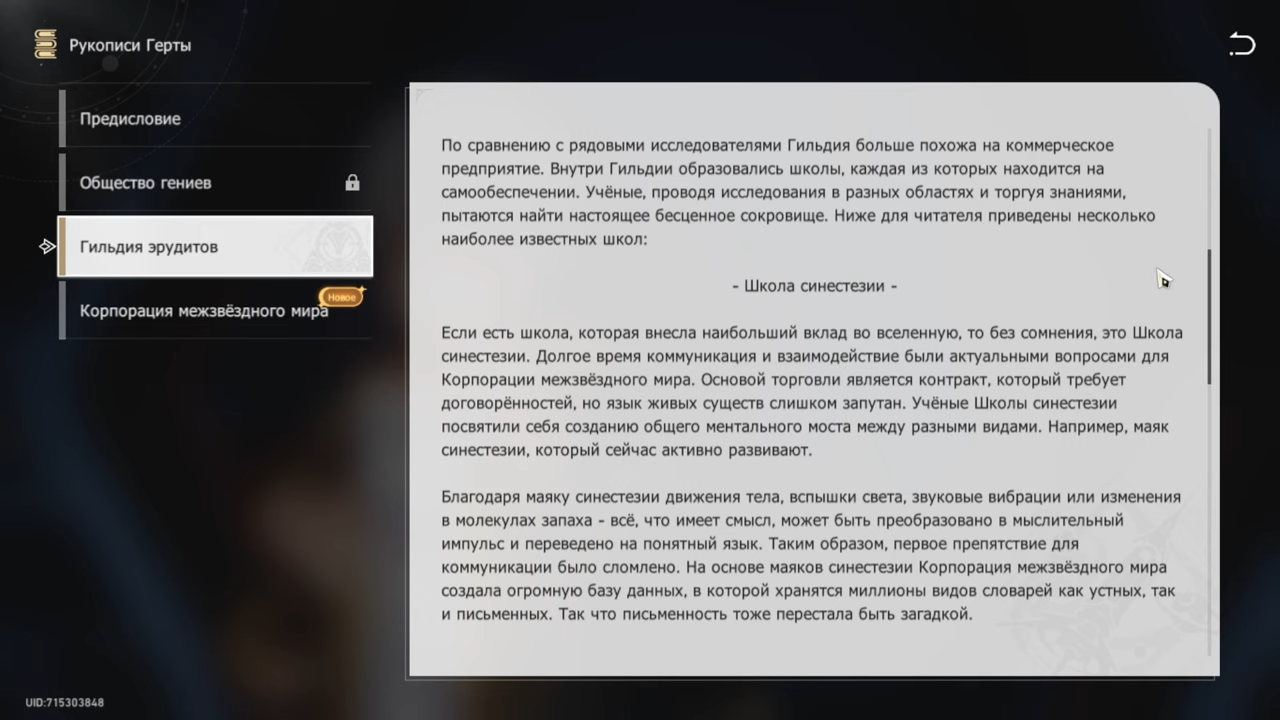 Рукописи Герты
Предисловие
Общество гениев
Гильдия эрудитов
Новое
Корпорация межзвёздного мира
По сравнению с рядовыми исследователями Гильдия больше похожа на коммерческое
предприятие. Внутри Гильдии образовались школы, каждая из которых находится на
самообеспечении. Учёные, проводя исследования в разных областях и торгуя знаниями,
пытаются найти настоящее бесценное сокровище. Ниже для читателя приведены несколько
наиболее известных школ:
- Школа синестезии -
Если есть школа, которая внесла наибольший вклад во вселенную, то без сомнения, это Школа
синестезии. Долгое время коммуникация и взаимодействие были актуальными вопросами для
Корпорации межзвёздного мира. Основой торговли является контракт, который требует
договорённостей, но язык живых существ слишком запутан. Учёные Школы синестезии
посвятили себя созданию общего ментального моста между разными видами. Например, маяк
синестезии, который сейчас активно развивают.
Благодаря маяку синестезии движения тела, вспышки света, звуковые вибрации или изменения
в молекулах запаха - всё, что имеет смысл, может быть преобразовано в мыслительный
импульс и переведено на понятный язык. Таким образом, первое препятствие для
коммуникации было сломлено. На основе маяков синестезии Корпорация межзвёздного мира
создала огромную базу данных, в которой хранятся миллионы видов словарей как устных, так
и письменных. Так что письменность тоже перестала быть загадкой.
UID:715303848